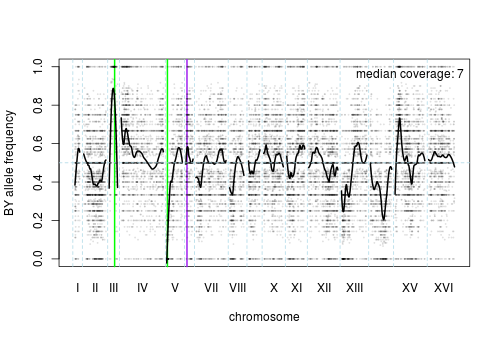 median coverage: 7
BY allele frequency
1.0
0.8
0.6
0.4
0.2
0.0
I II III IV V VII VIII X XI XII XIII XV XVI
chromosome